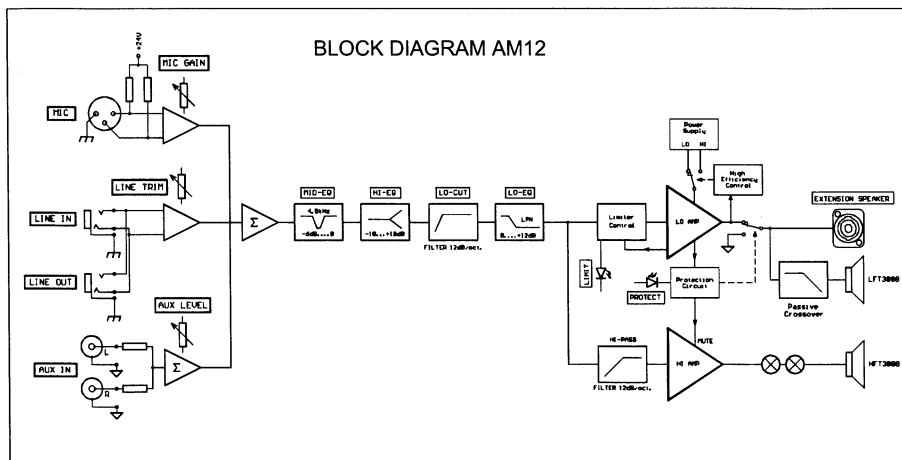 BLOCK DIAGRAM AM12
+24V
MIC GAIN
MIC
LINE TRIM
LINE IN
LINE OUT
AUX LEVEL
AUX IN
L
R
Σ
Σ
MID-EQ
4,0kHz
-6dB....0
HI-EQ
-10...+10dB
LO-CUT
FILTER 12dB/oct.
LO-EQ
LPN
0....+12dB
Limiter
Control
LIMIT
Power
Supply
LO HI
High
Efficiency
Control
LO AMP
PROTECT
Protection
Circuit
MUTE
HI-PASS
FILTER 12dB/oct.
HI AMP
EXTENSION SPEAKER
Passive
Crossover